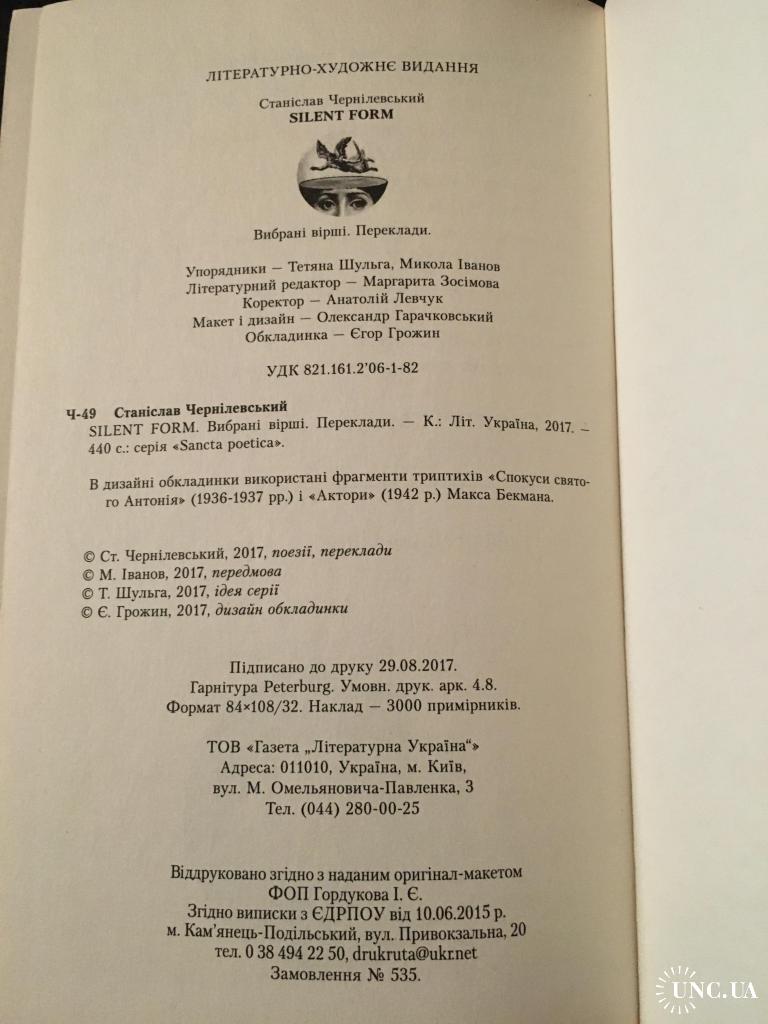 ЛІТЕРАТУРНО-ХУДОЖНЄ ВИДАННЯ
Станіслав Чернілевський
SILENT FORM
Вибрані вірші. Переклади.
Упорядники — Тетяна Шульга, Микола Іванов
Літературний редактор — Маргарита Зосімова
Коректор — Анатолій Левчук
Макет і дизайн — Олександр Гарачковський
Обкладинка — Єгор Грожин
УДК 821.161.2'06-1-82
Ч-49 Станіслав Чернілевський
SILENT FORM. Вибрані вірші. Переклади. — К.: Літ. Україна, 2017. –
440 с.: серія «Sancta poetica».
В дизайні обкладинки використані фрагменти триптихів «Спокуси свято-
го Антонія» (1936-1937 рр.) і «Актори» (1942 р.) Макса Бекмана.
© Ст. Чернілевський, 2017, поезії, переклади
© М. Іванов, 2017, передмова
© Т. Шульга, 2017, ідея серії
© Є. Грожин, 2017, дизайн обкладинки
Підписано до друку 29.08.2017.
Гарнітура Peterburg. Умовн. друк. арк. 4.8.
Формат 84×108/32. Наклад — 3000 примірників.
ТОВ «Газета „Літературна Україна“»
Адреса: 011010, Україна, м. Київ,
вул. М. Омельяновича-Павленка, 3
Тел. (044) 280-00-25
Віддруковано згідно з наданим оригінал-макетом
ФОП Гордукова І. Є.
Згідно виписки з ЄДРПОУ від 10.06.2015 р.
м. Кам'янець-Подільський, вул. Привокзальна, 20
тел. 0 38 494 22 50, drukruta@ukr.net
Замовлення № 535.
UNC.UA